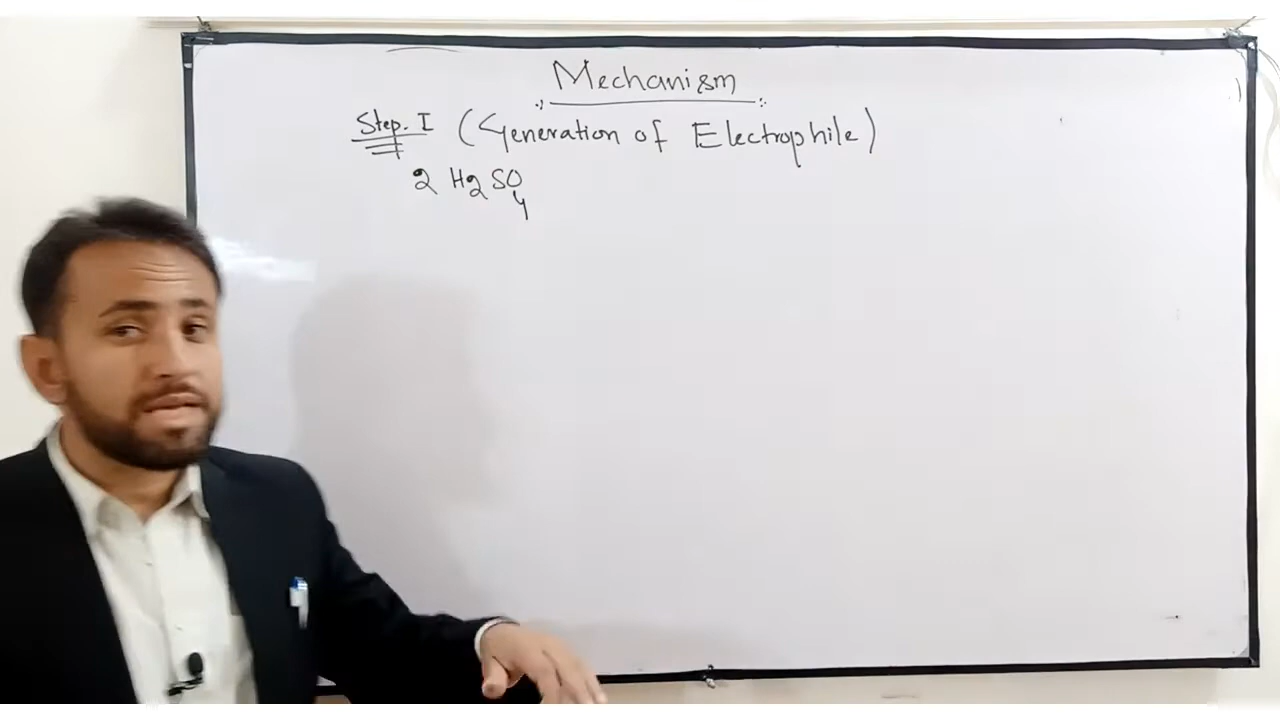 Mechanism
Step. I (Generation of Electrophile)
2 H2SO4